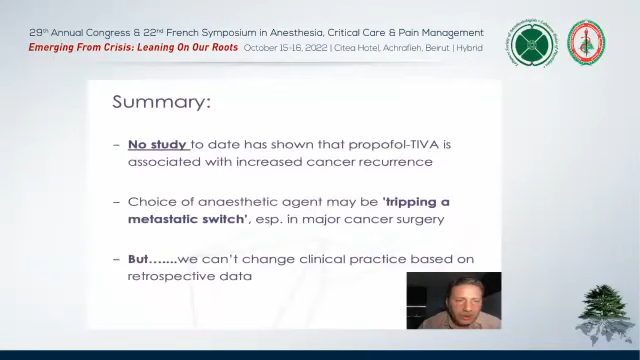 29th Annual Congress & 22nd French Symposium in Anesthesia, Critical Care & Pain Management
Emerging From Crisis: Leaning On Our Roots October 15-16, 2022 | Citea Hotel, Achrafieh, Beirut | Hybrid
Summary:
– No study to date has shown that propofol-TIVA is
associated with increased cancer recurrence
– Choice of anaesthetic agent may be 'tripping a
metastatic switch', esp. in major cancer surgery
– But…....we can't change clinical practice based on
retrospective data